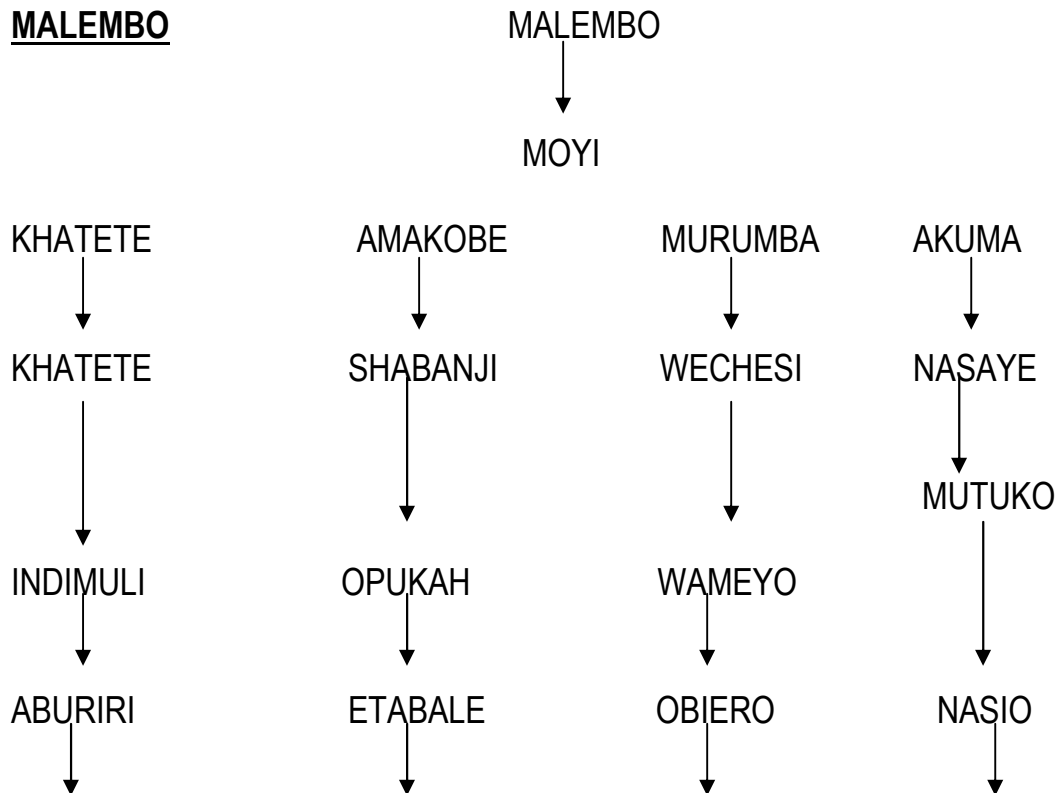 MALEMBO MALEMBO
MOYI
KHATETE AMAKOBE MURUMBA AKUMA
KHATETE SHABANJI WECHESI NASAYE
MUTUKO
INDIMULI OPUKAH WAMEYO
ABURIRI ETABALE OBIERO NASIO